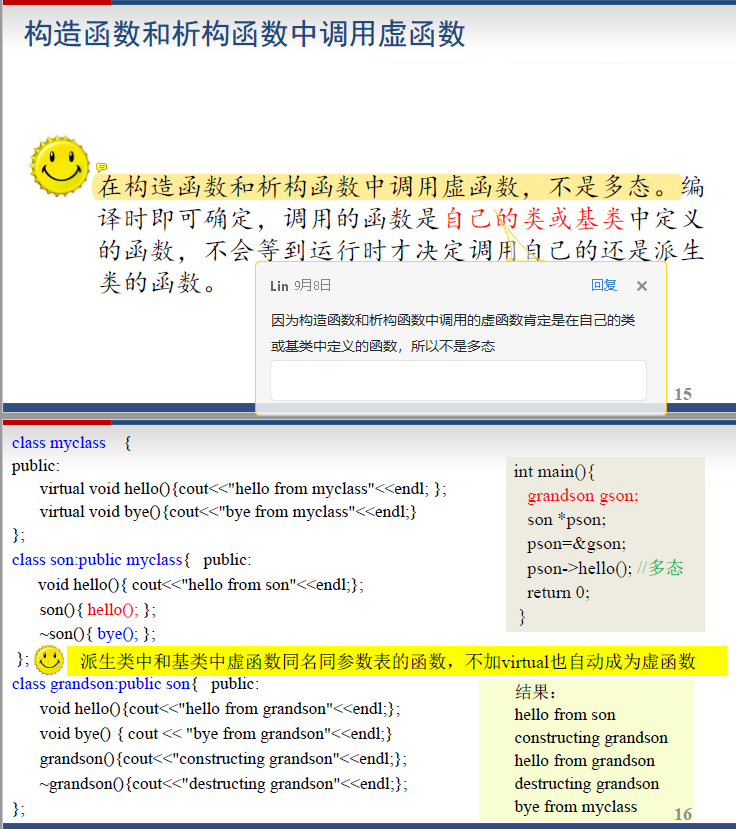 构造函数和析构函数中调用虚函数
在构造函数和析构函数中调用虚函数，不是多态。编
译时即可确定，调用的函数是自己的类或基类中定义
的函数，不会等到运行时才决定调用自己的还是派生
类的函数。
Lin 9月8日 回复
因为构造函数和析构函数中调用的虚函数肯定是在自己的类
或基类中定义的函数，所以不是多态
15
class myclass {
public:
virtual void hello(){cout<<"hello from myclass"<<endl; };
virtual void bye(){cout<<"bye from myclass"<<endl;}
};
class son:public myclass{ public:
void hello(){ cout<<"hello from son"<<endl;};
son(){ hello(); };
~son(){ bye(); };
};
派生类中和基类中虚函数同名同参数表的函数，不加virtual也自动成为虚函数
class grandson:public son{ public:
void hello(){cout<<"hello from grandson"<<endl;};
void bye() { cout << "bye from grandson"<<endl;}
grandson(){cout<<"constructing grandson"<<endl;};
~grandson(){cout<<"destructing grandson"<<endl;};
};
int main(){
grandson gson;
son *pson;
pson=&gson;
pson->hello(); //多态
return 0;
}
结果：
hello from son
constructing grandson
hello from grandson
destructing grandson
bye from myclass
16